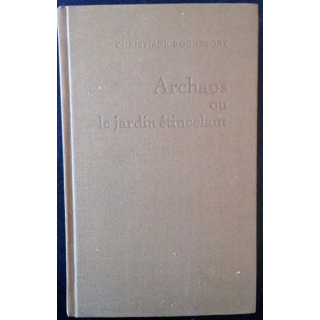 CHRISTIANE ROCHEFORT
Archaos
ou
le jardin étincelant